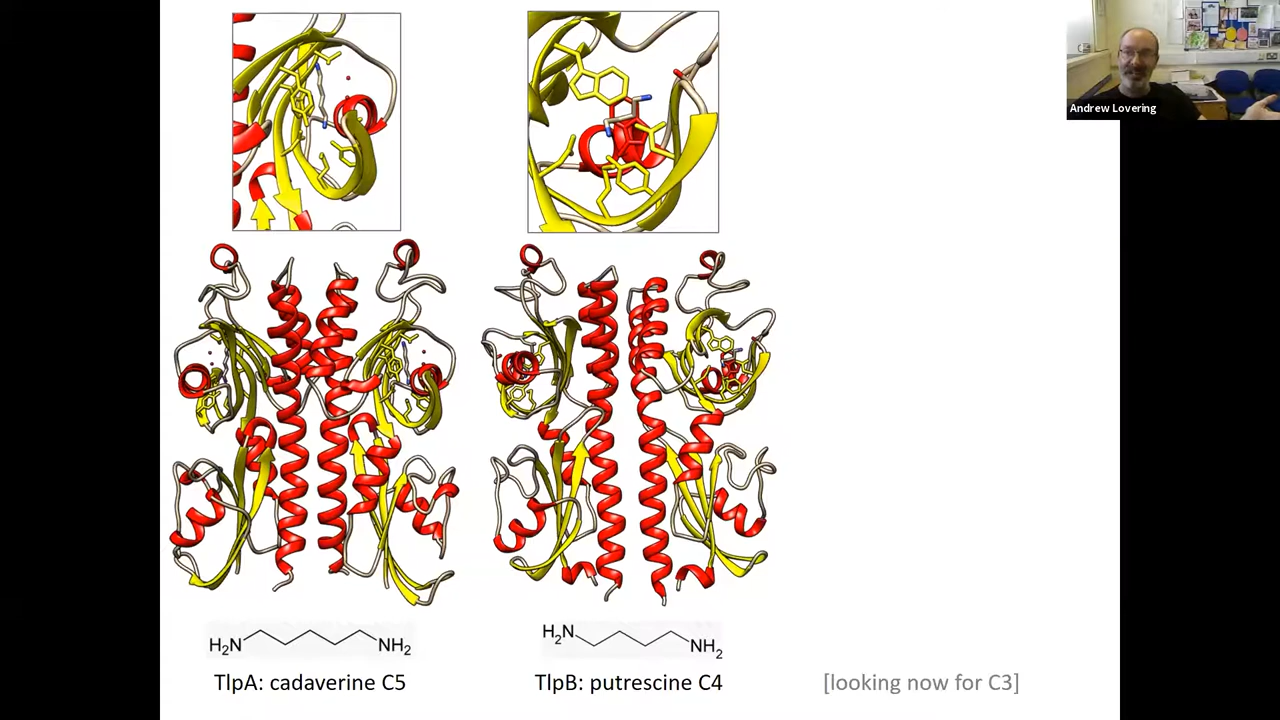 Andrew Lovering
H₂N NH₂
H₂N NH₂
TlpA: cadaverine C5
TlpB: putrescine C4
[looking now for C3]